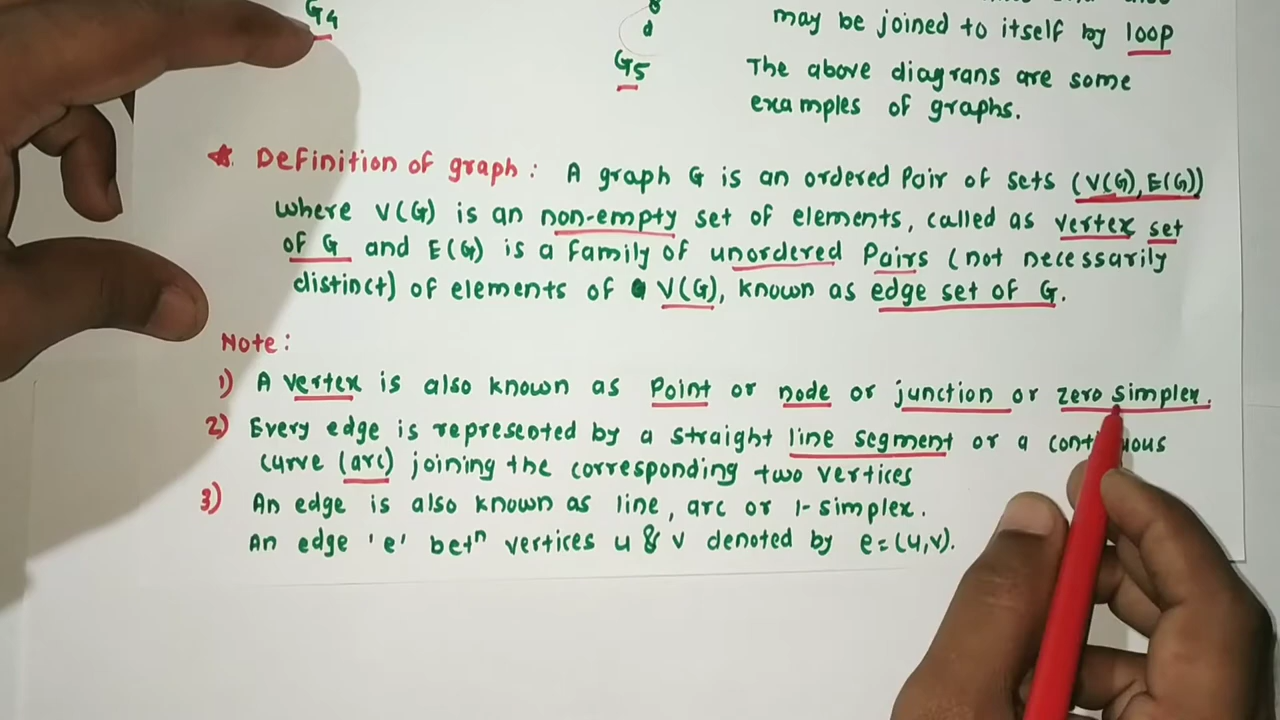 G4
d
G5
may be joined to itself by loop
The above diagrans are some
examples of graphs.
Definition of graph : A graph G is an ordered Pair of sets (V(G), E(G))
where V(G) is an non-empty set of elements, called as vertex set
of G and E(G) is a family of unordered Pairs (not necessarily
distinct) of elements of V(G), known as edge set of G.
Note:
1) A vertex is also known as Point or node or junction or zero simplex.
2) Every edge is represented by a straight line segment or a continuous
curve (arc) joining the corresponding two vertices
3) An edge is also known as line, arc or 1-simplex.
An edge 'e' betn vertices u & v denoted by e=(u,v).